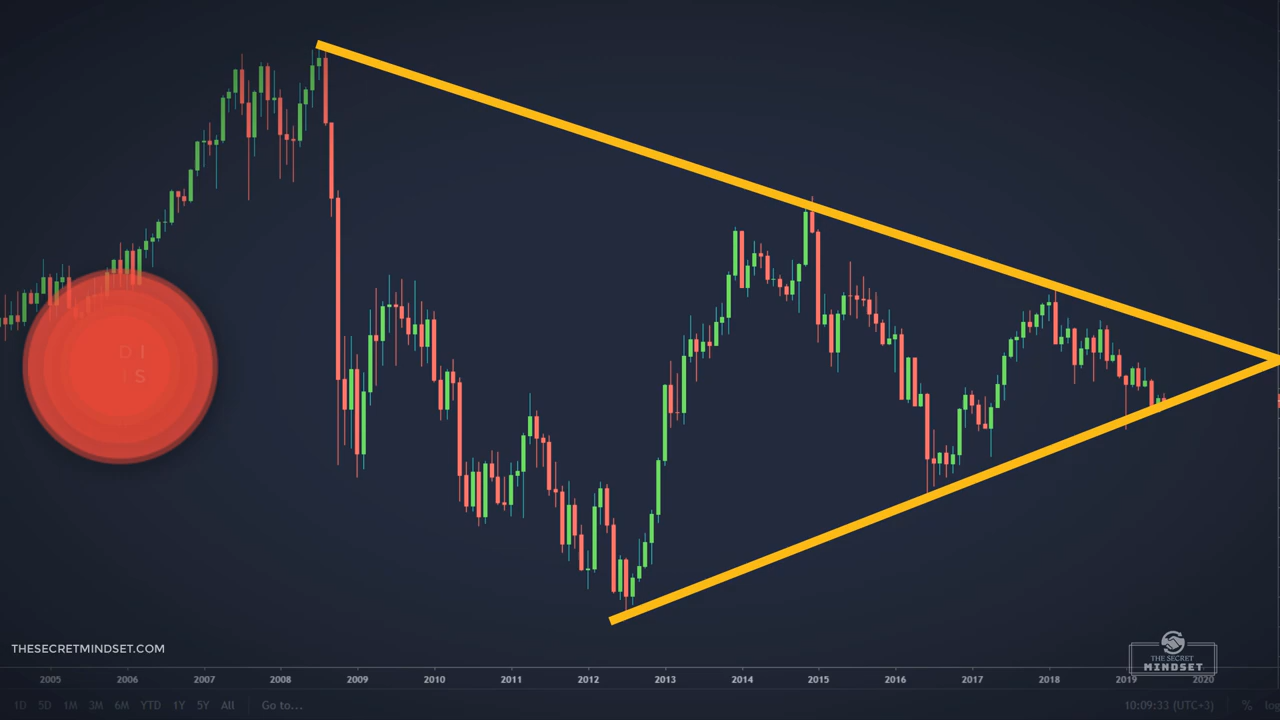 D I
I S
THESECRETMINDSET.COM
THE SECRET
MINDSET
2005 2006 2007 2008 2009 2010 2011 2012 2013 2014 2015 2016 2017 2018 2019 2020
1D 5D 1M 3M 6M YTD 1Y 5Y All Go to... 10:09:33 (UTC+3) %